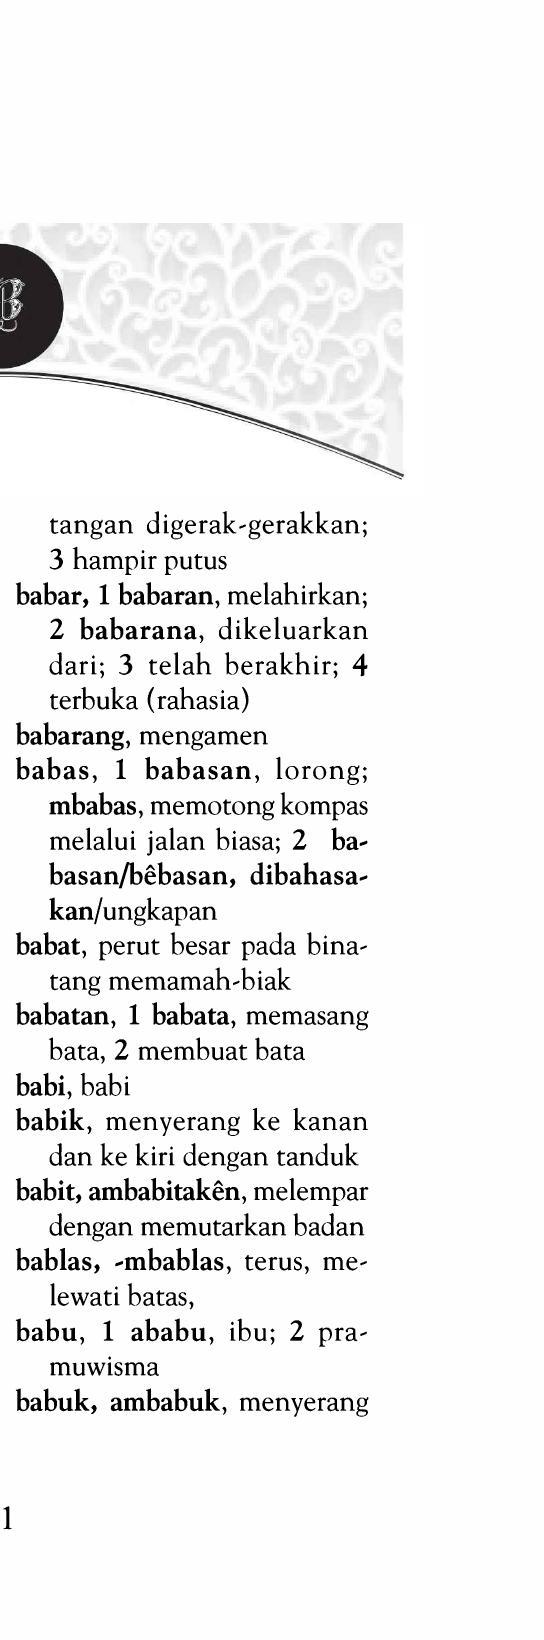 B
tangan digerak-gerakkan;
3 hampir putus
babar, 1 babaran, melahirkan;
2 babarana, dikeluarkan
dari; 3 telah berakhir; 4
terbuka (rahasia)
babarang, mengamen
babas, 1 babasan, lorong;
mbabas, memotong kompas
melalui jalan biasa; 2 ba-
basan/bêbasan, dibahasa-
kan/ungkapan
babat, perut besar pada bina-
tang memamah-biak
babatan, 1 babata, memasang
bata, 2 membuat bata
babi, babi
babik, menyerang ke kanan
dan ke kiri dengan tanduk
babit, ambabitakên, melempar
dengan memutarkan badan
bablas, -mbablas, terus, me-
lewati batas,
babu, 1 ababu, ibu; 2 pra-
muwisma
babuk, ambabuk, menyerang
1